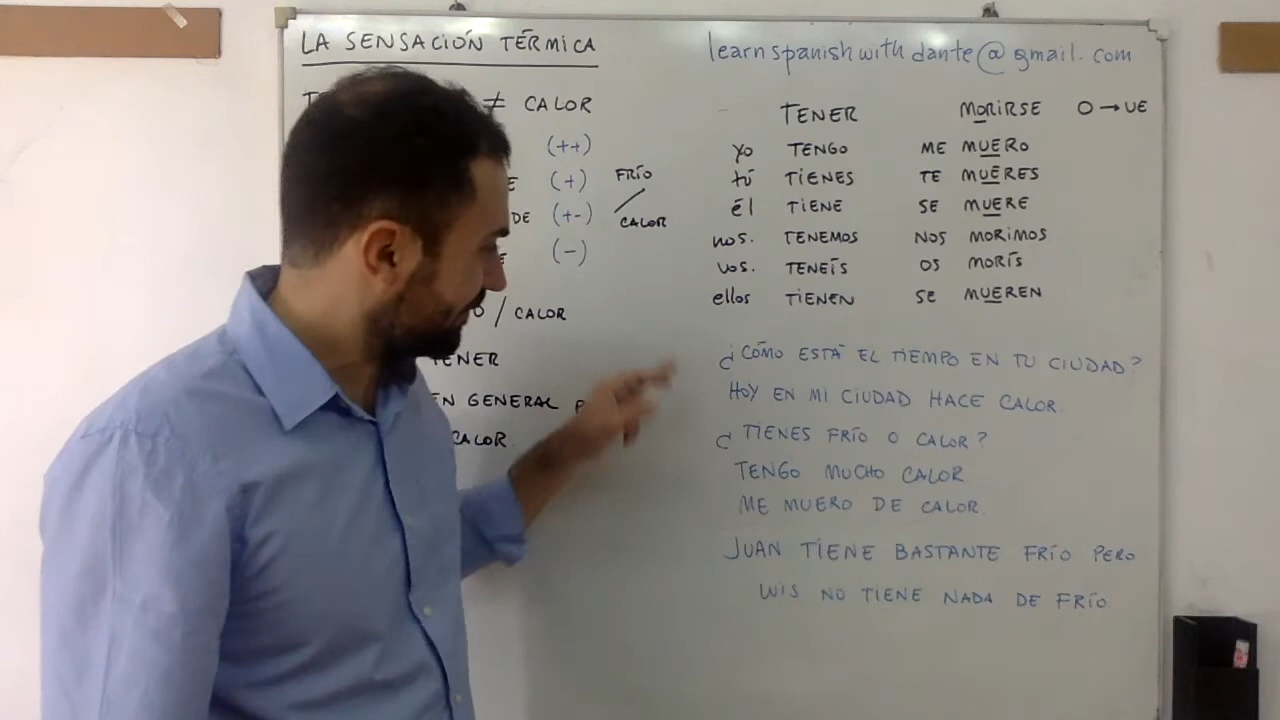 LA SENSACIÓN TÉRMICA
≠ CALOR
(++)
(+)
DE (+-)
(-)
FRÍO
/
CALOR
/ CALOR
TENER
EN GENERAL
CALOR.
learnspanishwithdante@gmail.com
TENER MORIRSE O → UE
yo TENGO ME MUERO
tú TIENES TE MUERES
él TIENE SE MUERE
nos. TENEMOS NOS MORIMOS
vos. TENEÍS OS MORÍS
ellos TIENEN SE MUEREN
¿CÓMO ESTÁ EL TIEMPO EN TU CIUDAD?
HOY EN MI CIUDAD HACE CALOR.
¿TIENES FRÍO O CALOR?
TENGO MUCHO CALOR.
ME MUERO DE CALOR.
JUAN TIENE BASTANTE FRÍO PERO
LUIS NO TIENE NADA DE FRÍO